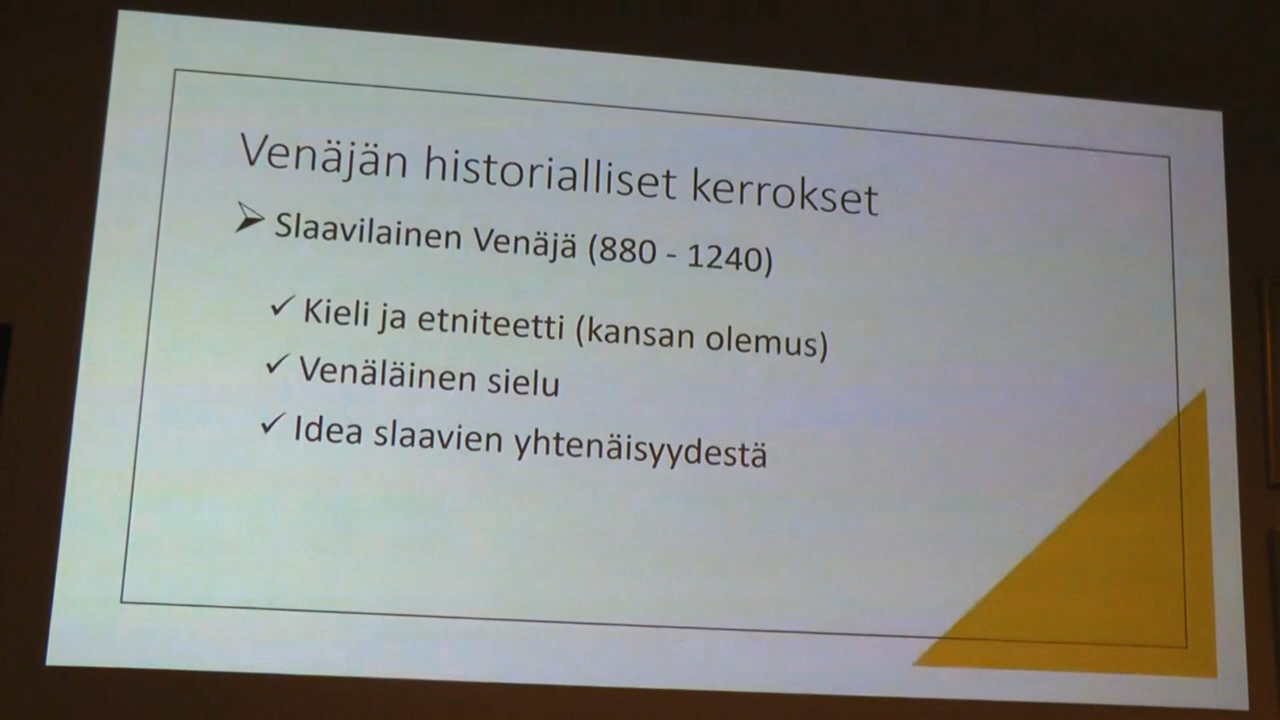 Venäjän historialliset kerrokset
➢ Slaavilainen Venäjä (880 - 1240)
✓ Kieli ja etniteetti (kansan olemus)
✓ Venäläinen sielu
✓ Idea slaavien yhtenäisyydestä